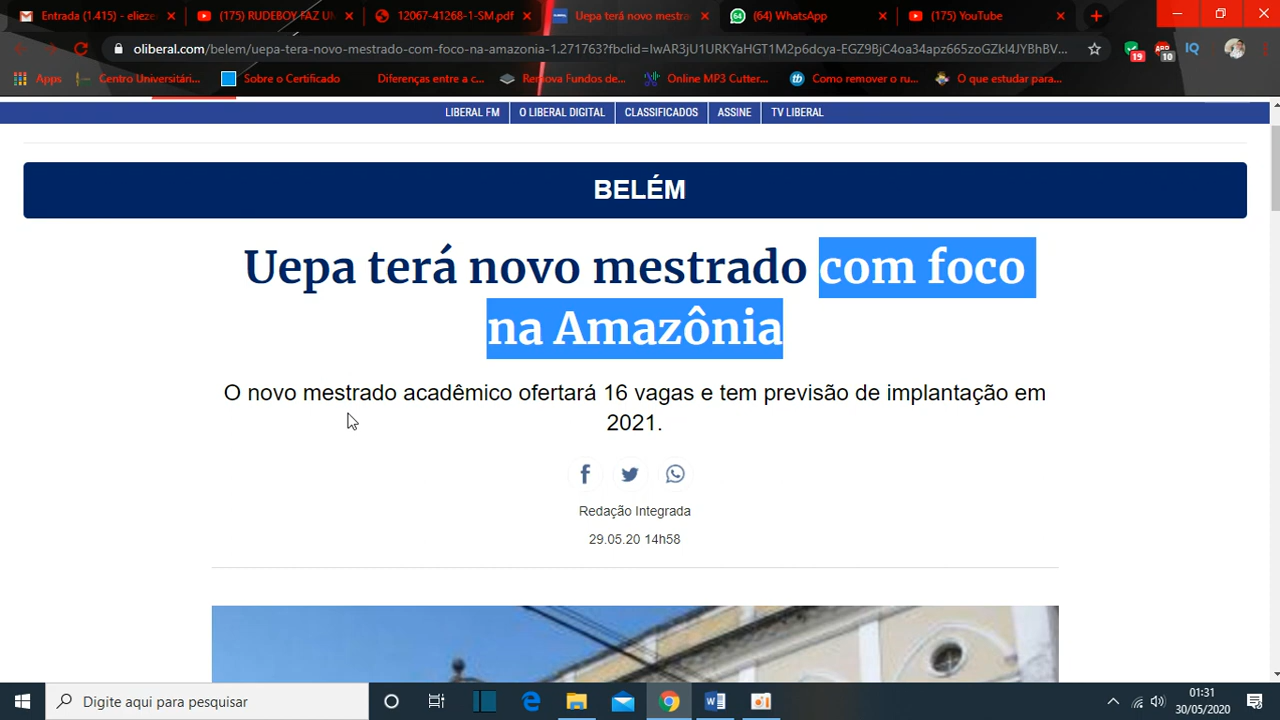 Entrada (1.415) - elieze
(175) RUDEBOY FAZ UN
12067-41268-1-SM.pdf
Uepa terá novo mestra
(64) WhatsApp
(175) YouTube
oliberal.com/belem/uepa-tera-novo-mestrado-com-foco-na-amazonia-1.271763?fbclid=IwAR3jU1URKYaHGT1M2p6dcya-EGZ9BjC4oa34apz665zoGZkI4JYBhBV...
19
10
IQ
Apps
Centro Universitári...
Sobre o Certificado
Diferenças entre a c...
Remova Fundos de...
Online MP3 Cutter...
Como remover o ru...
O que estudar para...
LIBERAL FM
O LIBERAL DIGITAL
CLASSIFICADOS
ASSINE
TV LIBERAL
BELÉM
Uepa terá novo mestrado com foco
na Amazônia
O novo mestrado acadêmico ofertará 16 vagas e tem previsão de implantação em
2021.
Redação Integrada
29.05.20 14h58
Digite aqui para pesquisar
01:31
30/05/2020